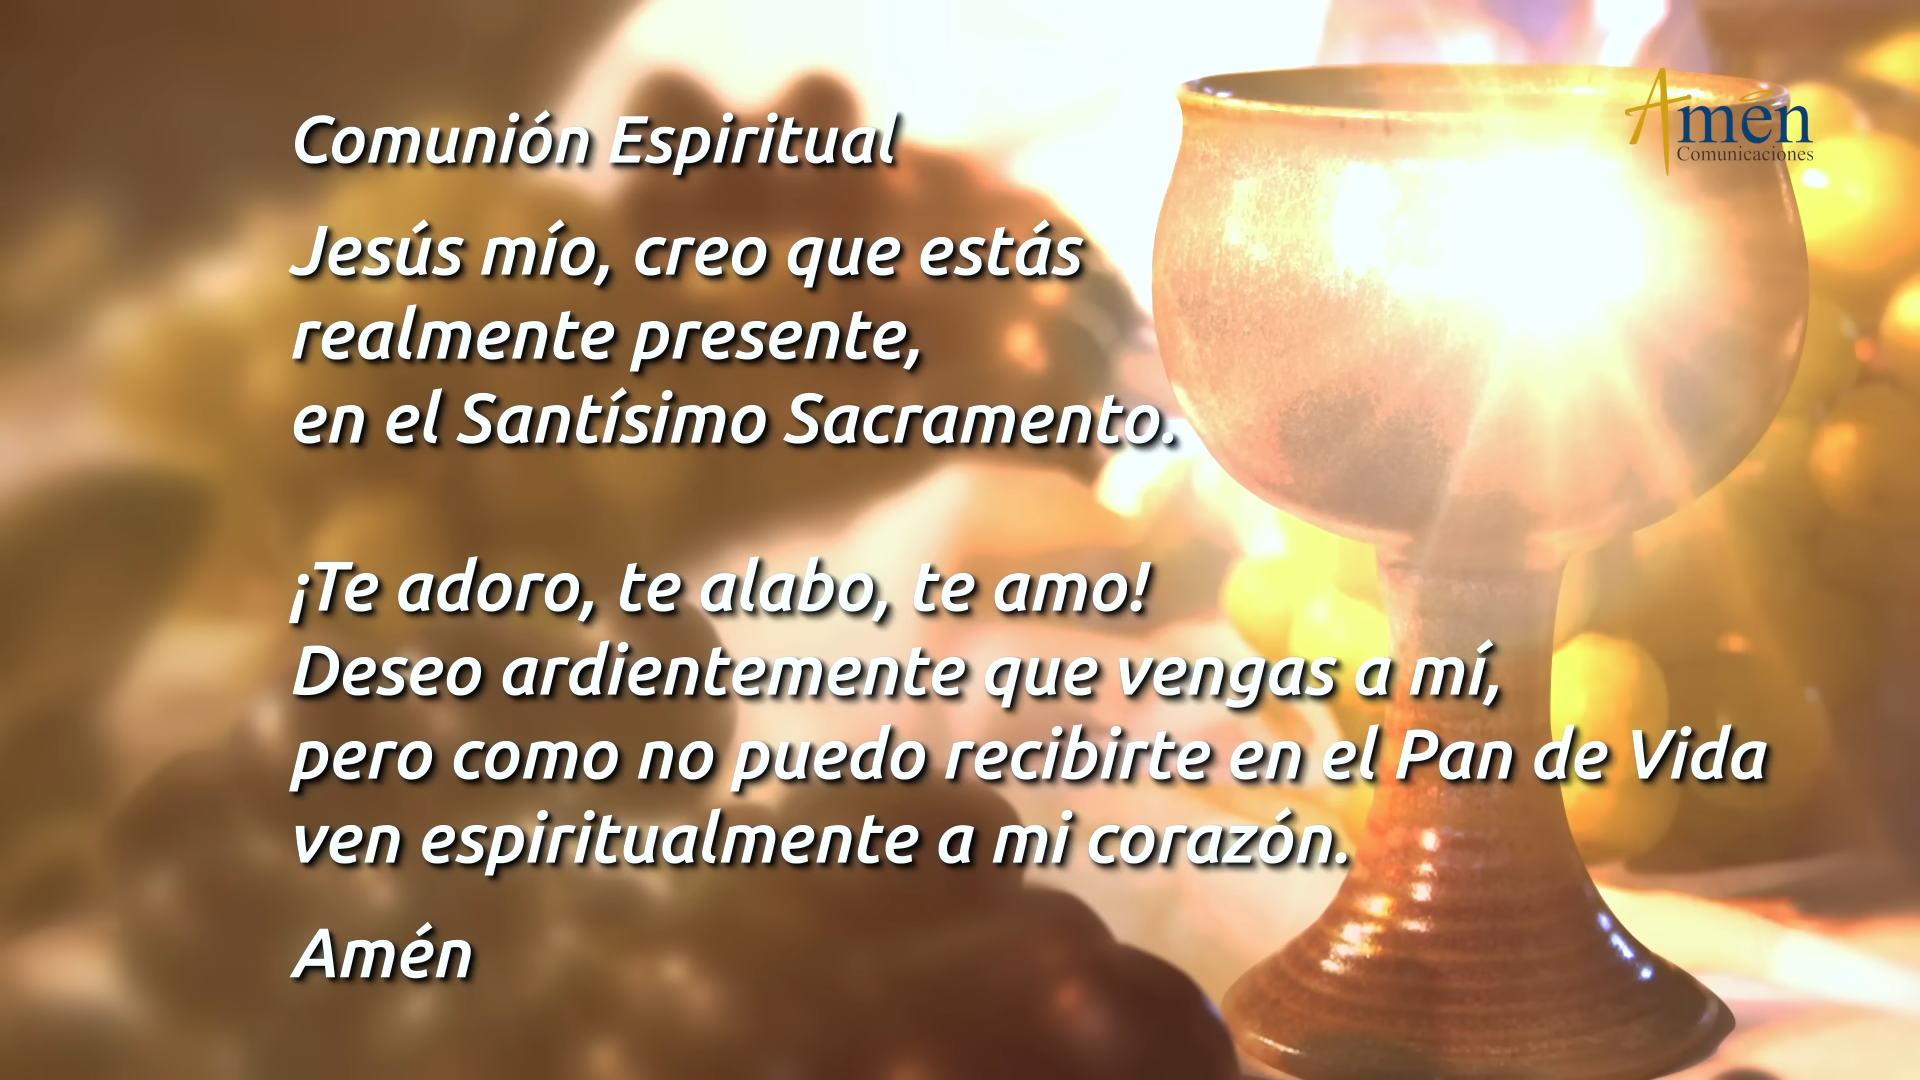 Amén
Comunicaciones
Comunión Espiritual
Jesús mío, creo que estás
realmente presente,
en el Santísimo Sacramento.
¡Te adoro, te alabo, te amo!
Deseo ardientemente que vengas a mí,
pero como no puedo recibirte en el Pan de Vida
ven espiritualmente a mi corazón.
Amén